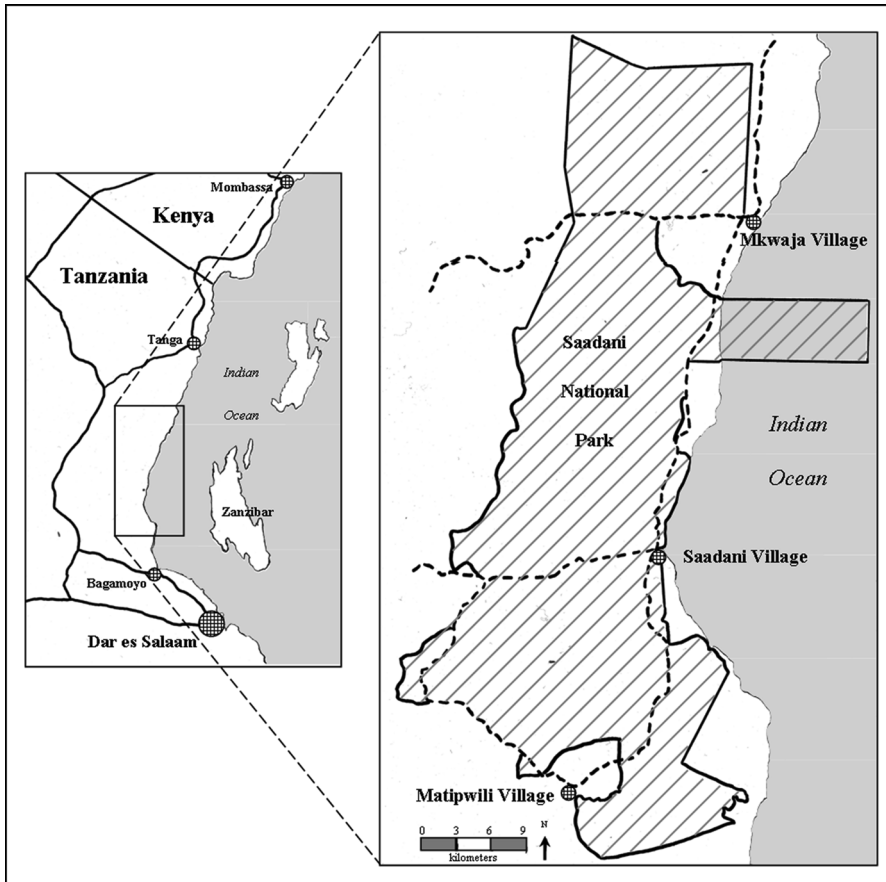 Mombassa
Kenya
Tanzania
Tanga
Indian
Ocean
Zanzibar
Bagamoyo
Dar es Salaam
Mkwaja Village
Saadani
National
Park
Indian
Ocean
Saadani Village
Matipwili Village
0 3 6 9
kilometers
N